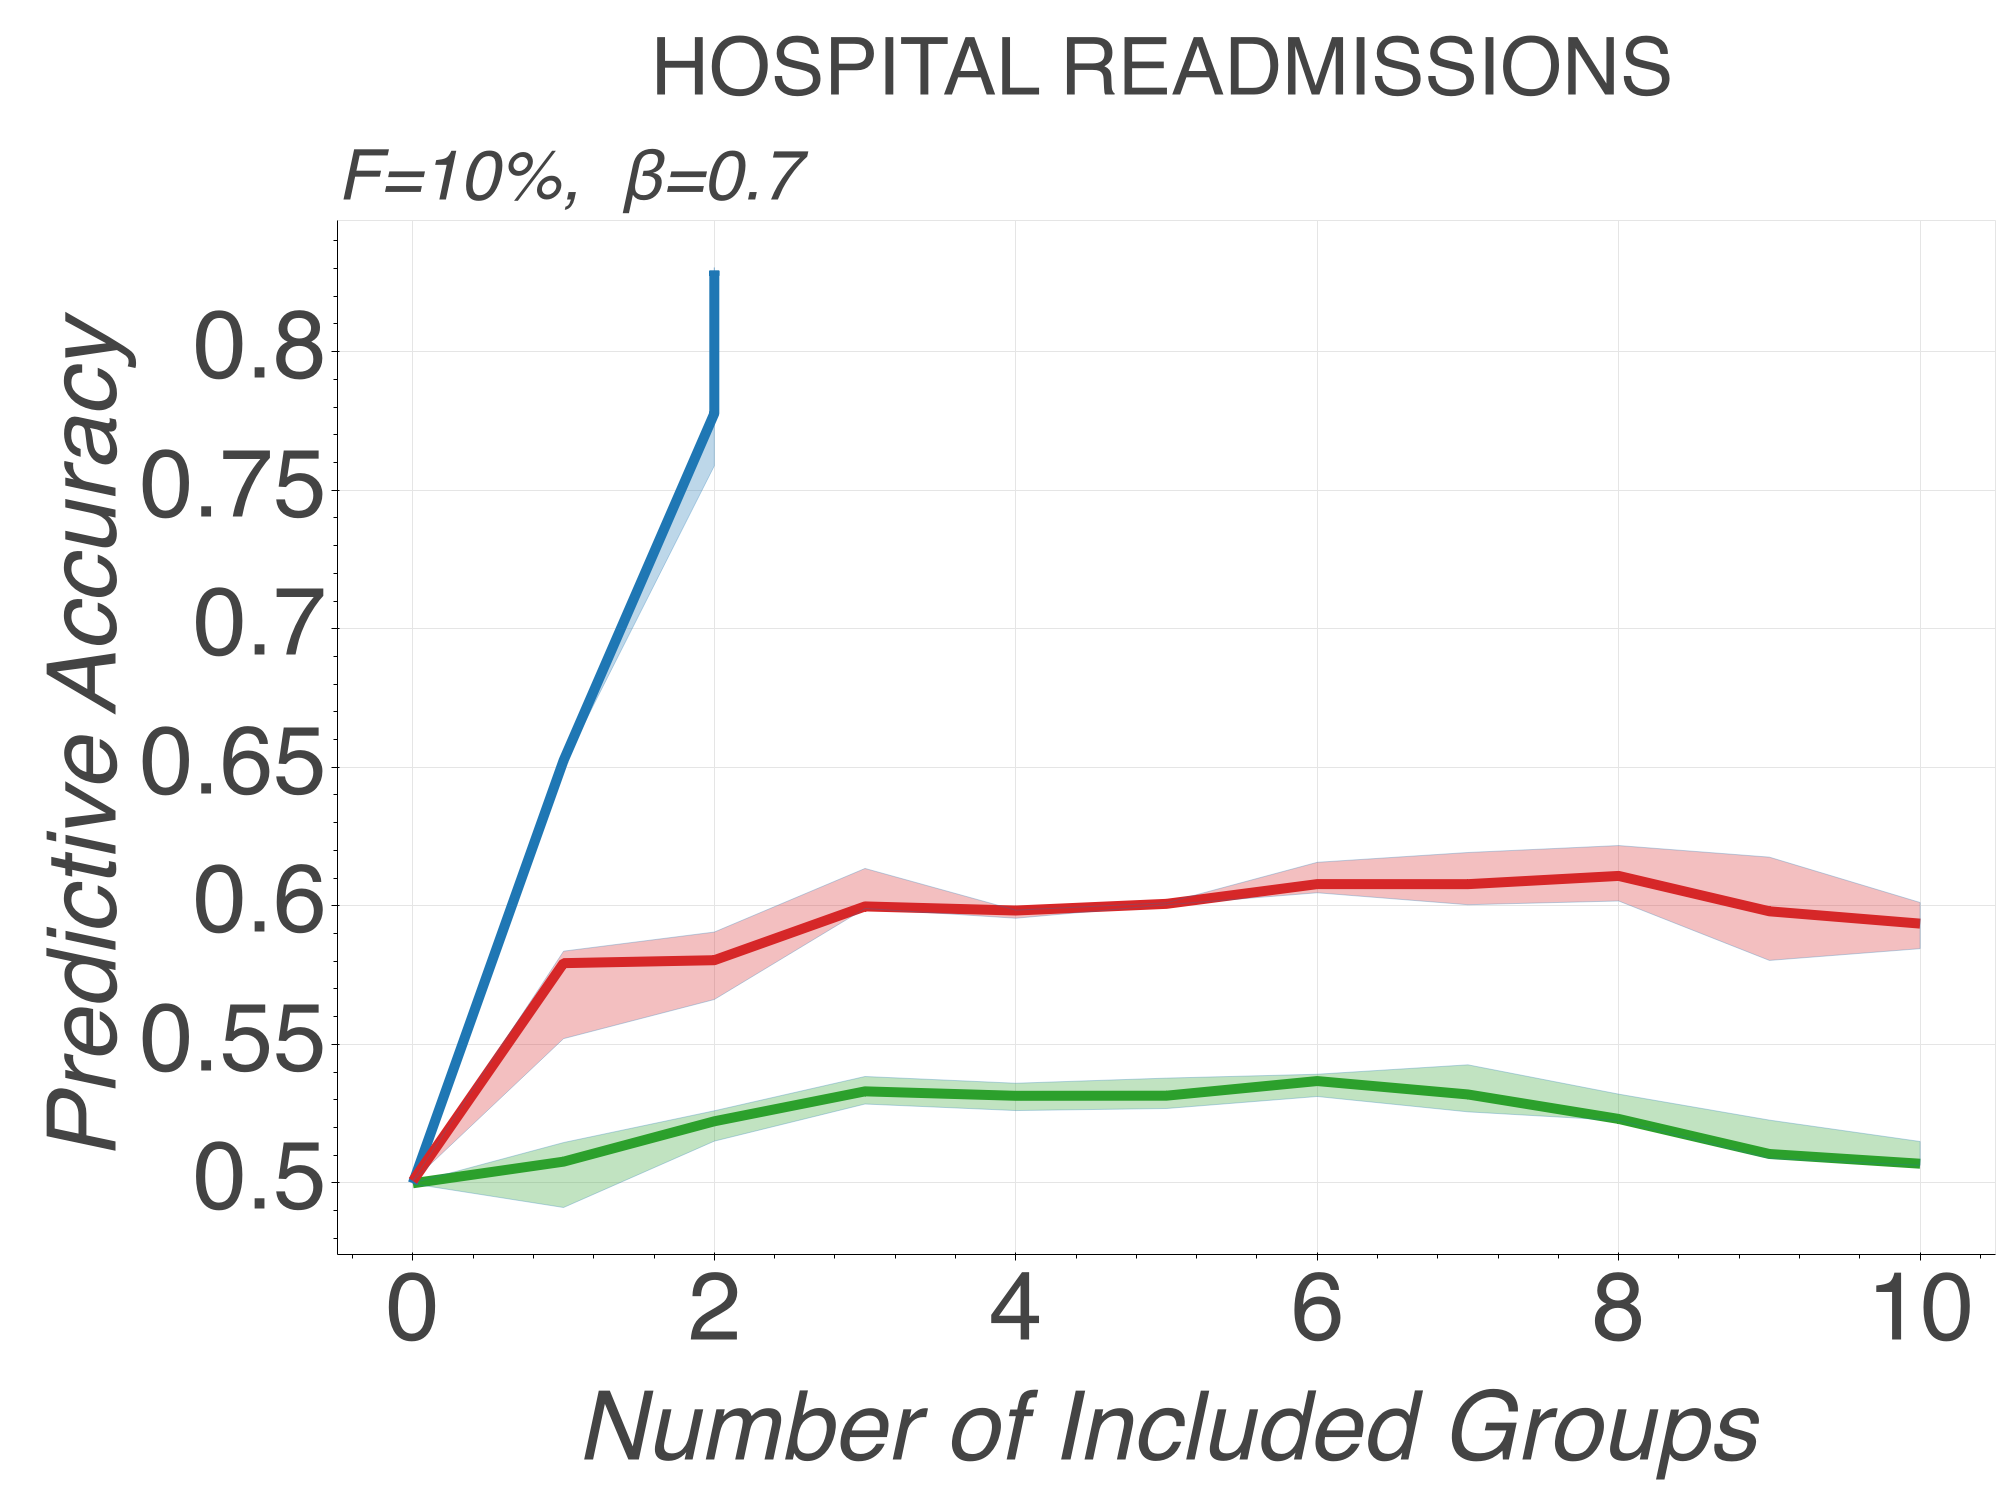 HOSPITAL READMISSIONS
F=10%, β=0.7
Predictive Accuracy
0.8
0.75
0.7
0.65
0.6
0.55
0.5
0 2 4 6 8 10
Number of Included Groups